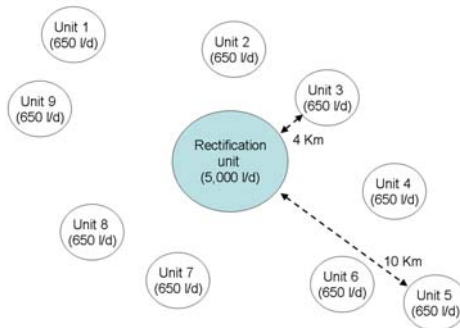 Unit 1
(650 l/d)
Unit 2
(650 l/d)
Unit 9
(650 l/d)
Unit 3
(650 l/d)
4 Km
Rectification
unit
(5,000 l/d)
Unit 4
(650 l/d)
Unit 8
(650 l/d)
10 Km
Unit 7
(650 l/d)
Unit 6
(650 l/d)
Unit 5
(650 l/d)